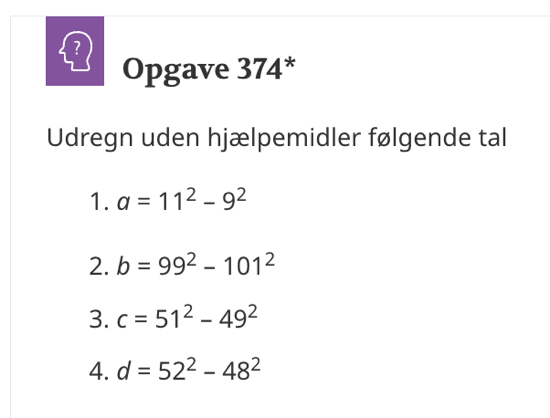 ?
Opgave 374*
Udregn uden hjælpemidler følgende tal
1. a = 11² – 9²
2. b = 99² – 101²
3. c = 51² – 49²
4. d = 52² – 48²